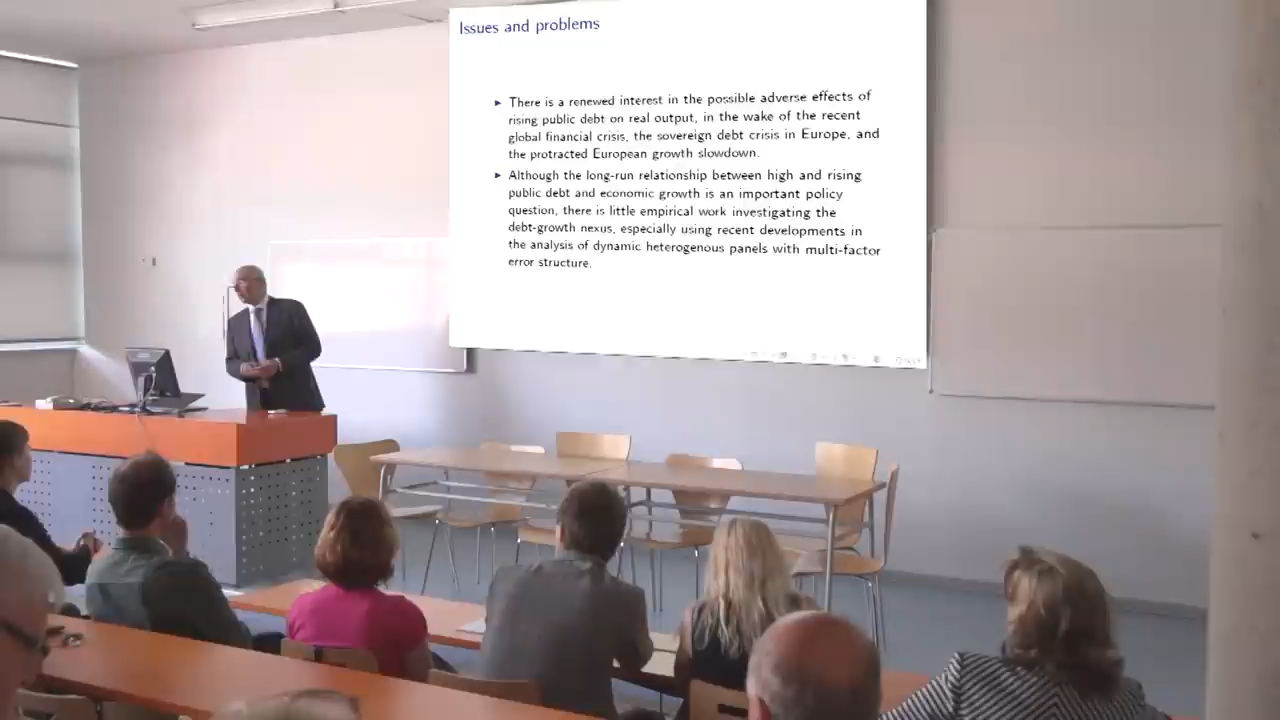 Issues and problems
There is a renewed interest in the possible adverse effects of
rising public debt on real output, in the wake of the recent
global financial crisis, the sovereign debt crisis in Europe, and
the protracted European growth slowdown.
Although the long-run relationship between high and rising
public debt and economic growth is an important policy
question, there is little empirical work investigating the
debt-growth nexus, especially using recent developments in
the analysis of dynamic heterogenous panels with multi-factor
error structure.